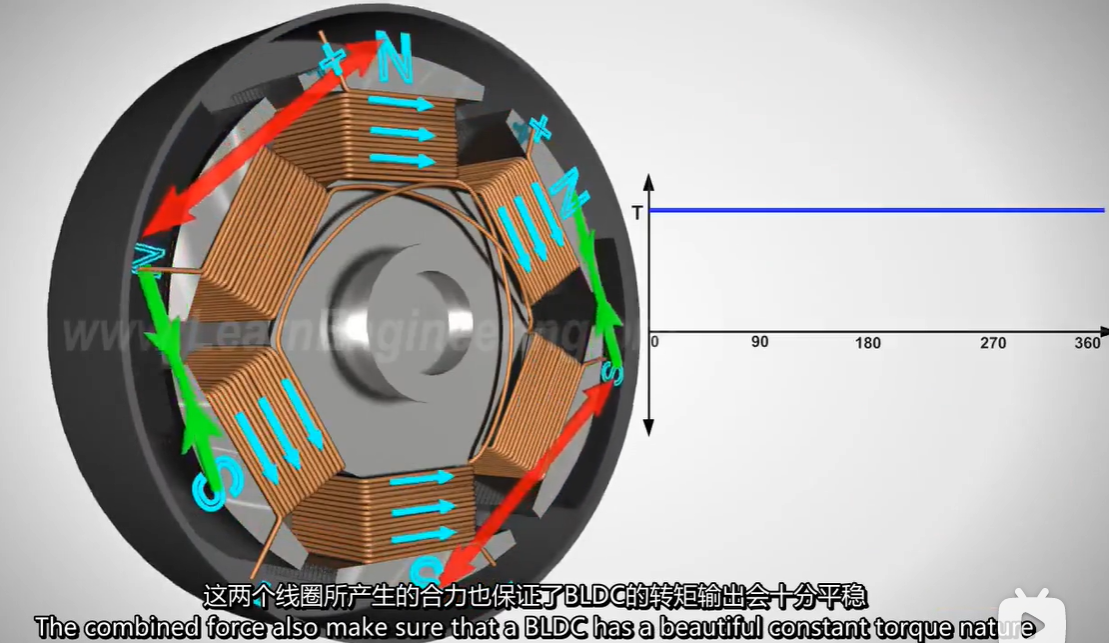 N
N
N
S
S
S
www.LearnEngineering.
T
0 90 180 270 360
这两个线圈所产生的合力也保证了BLDC的转矩输出会十分平稳
The combined force also make sure that a BLDC has a beautiful constant torque nature